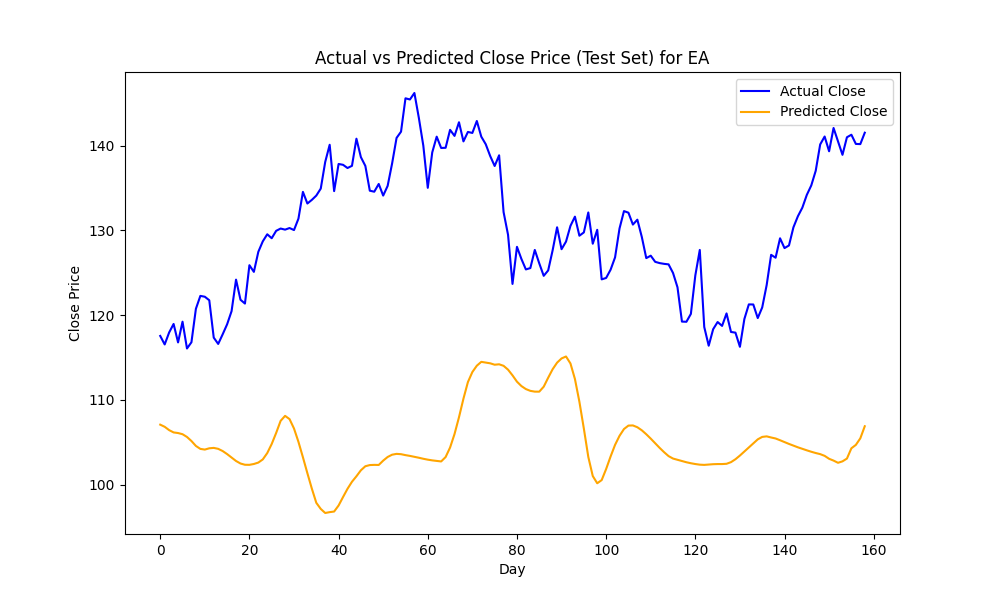 Actual vs Predicted Close Price (Test Set) for EA
Actual Close
Predicted Close
Close Price
140
130
120
110
100
0 20 40 60 80 100 120 140 160
Day